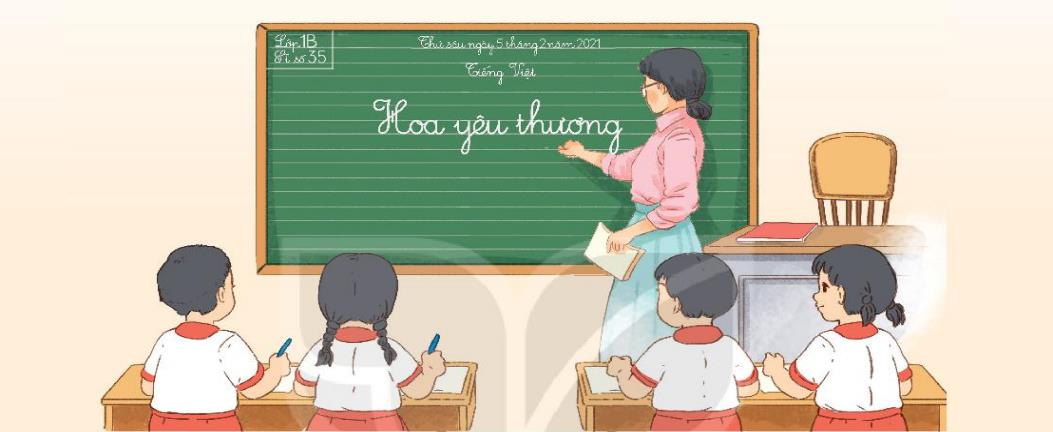 Lớp 1B
Sĩ số 35
Thứ sáu ngày 5 tháng 2 năm 2021
Tiếng Việt
Hoa yêu thương